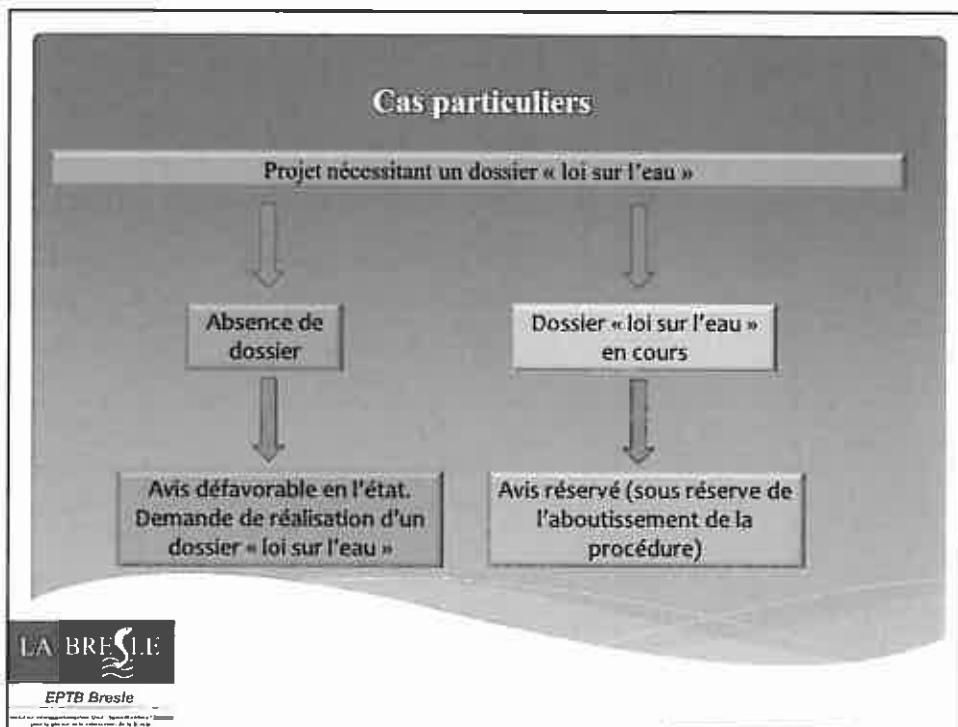 Cas particuliers
Projet nécessitant un dossier « loi sur l'eau »
Absence de
dossier
Dossier « loi sur l'eau »
en cours
Avis défavorable en l'état.
Demande de réalisation d'un
dossier « loi sur l'eau »
Avis réservé (sous réserve de
l'aboutissement de la
procédure)
LA BRESLE
EPTB Bresle